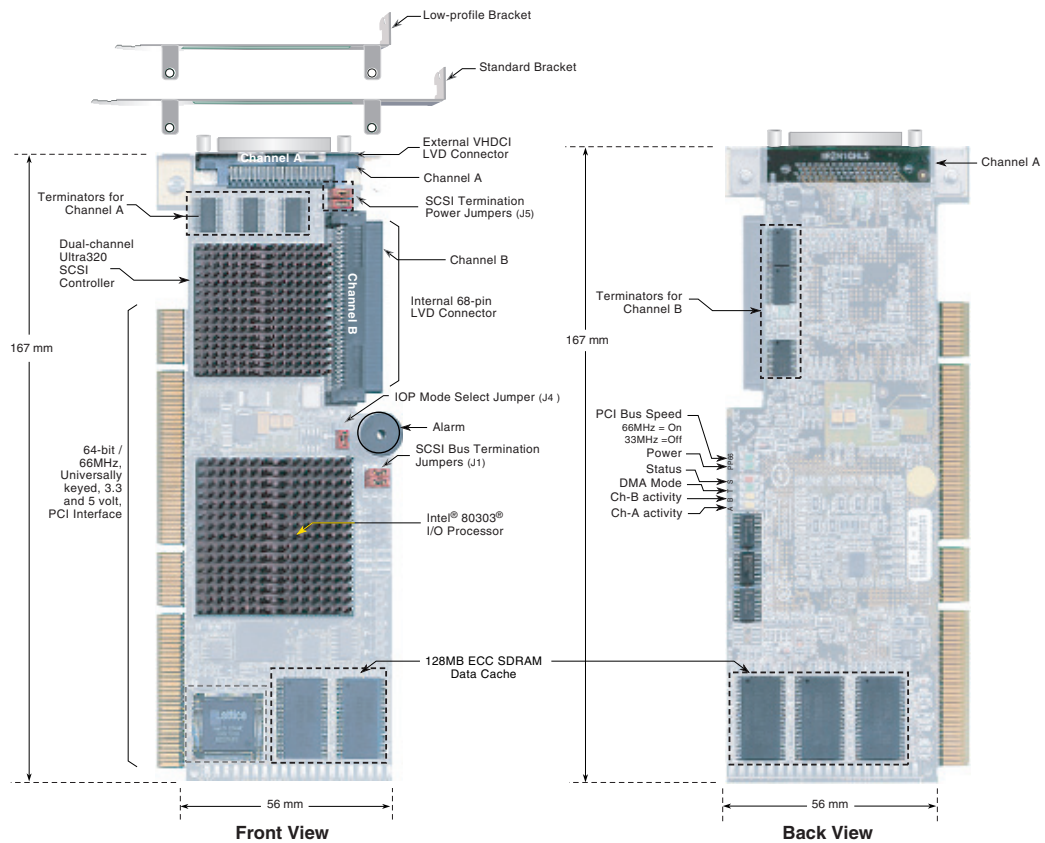 Low-profile Bracket
Standard Bracket
External VHDCI
LVD Connector
Channel A
Channel A
Terminators for
Channel A
SCSI Termination
Power Jumpers (J5)
Dual-channel
Ultra320
SCSI
Controller
Channel B
Channel B
Internal 68-pin
LVD Connector
167 mm
IOP Mode Select Jumper (J4 )
Alarm
SCSI Bus Termination
Jumpers (J1)
64-bit /
66MHz,
Universally
keyed, 3.3
and 5 volt,
PCI Interface
Intel® 80303®
I/O Processor
128MB ECC SDRAM
Data Cache
Lattice
56 mm
Front View
Channel A
Terminators for
Channel B
167 mm
PCI Bus Speed
66MHz = On
33MHz =Off
Power
Status
DMA Mode
Ch-B activity
Ch-A activity
56 mm
Back View